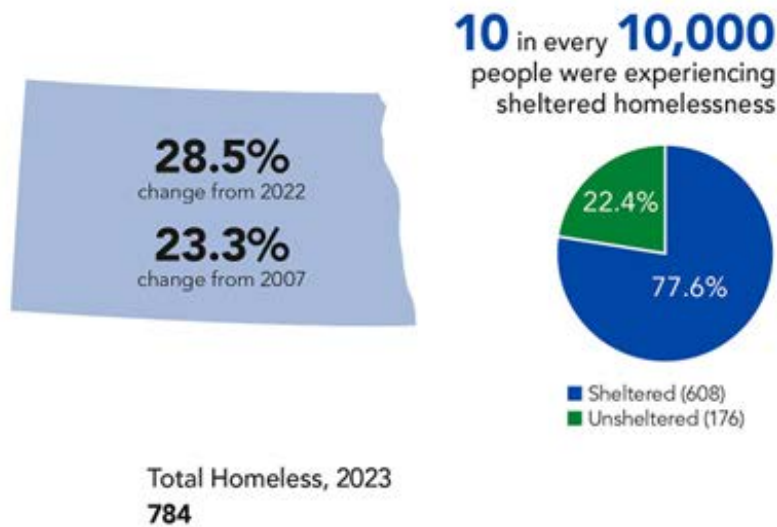 10 in every 10,000
people were experiencing
sheltered homelessness
28.5%
change from 2022
23.3%
change from 2007
22.4%
77.6%
Sheltered (608)
Unsheltered (176)
Total Homeless, 2023
784